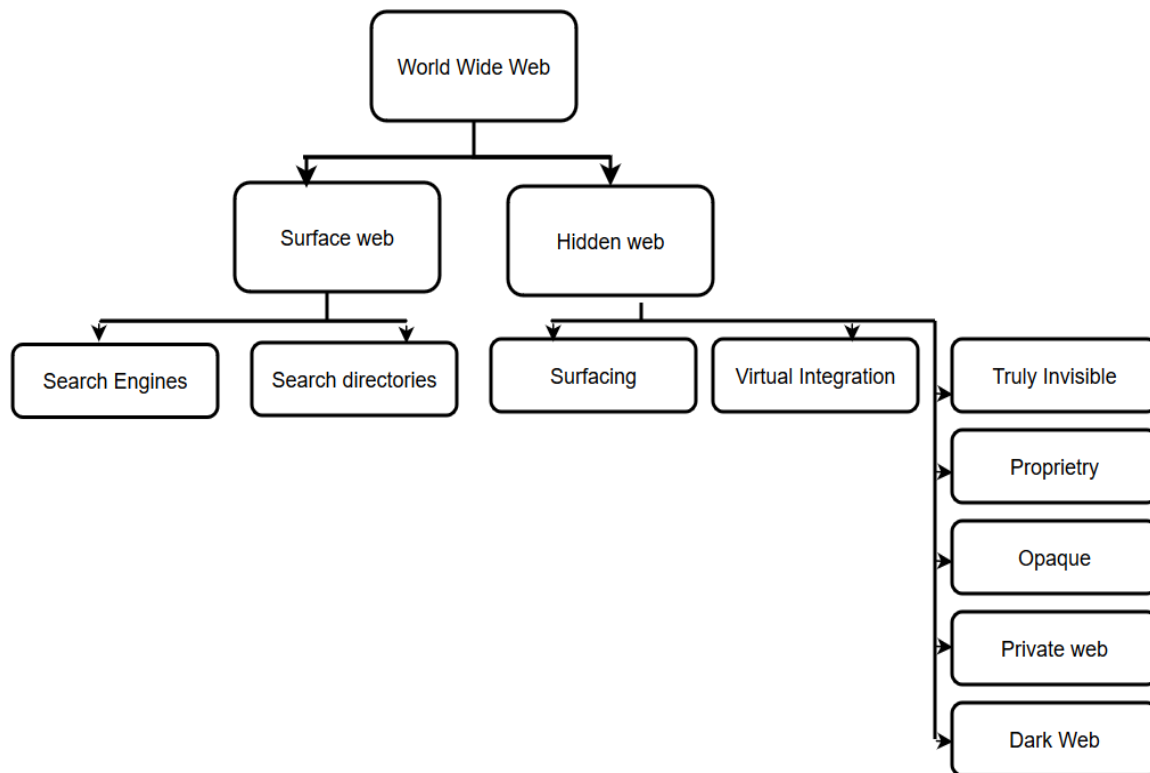 World Wide Web
Surface web
Hidden web
Search Engines
Search directories
Surfacing
Virtual Integration
Truly Invisible
Proprietry
Opaque
Private web
Dark Web